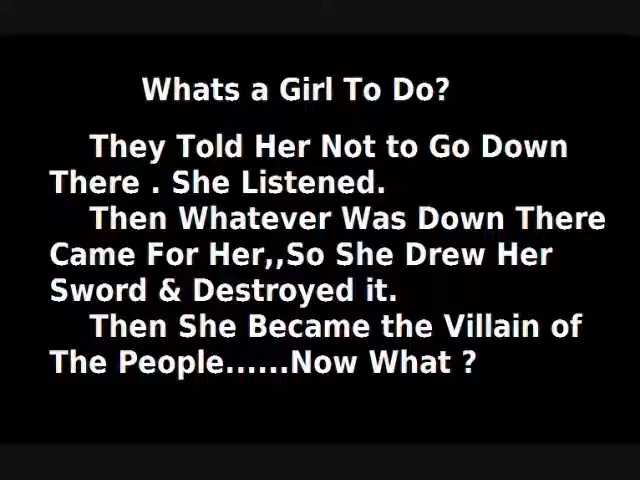 Whats a Girl To Do?
They Told Her Not to Go Down
There . She Listened.
Then Whatever Was Down There
Came For Her,,So She Drew Her
Sword & Destroyed it.
Then She Became the Villain of
The People......Now What ?